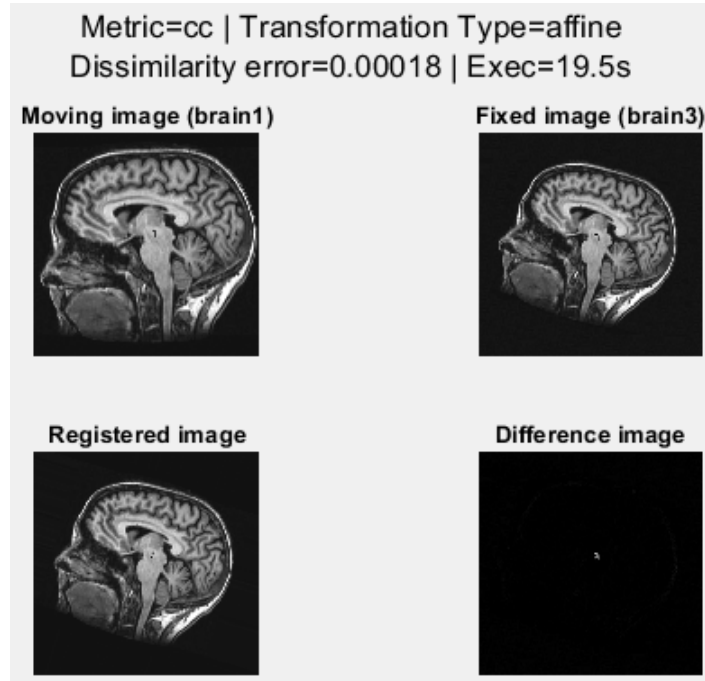 Metric=cc | Transformation Type=affine
Dissimilarity error=0.00018 | Exec=19.5s
Moving image (brain1)
Fixed image (brain3)
Registered image
Difference image